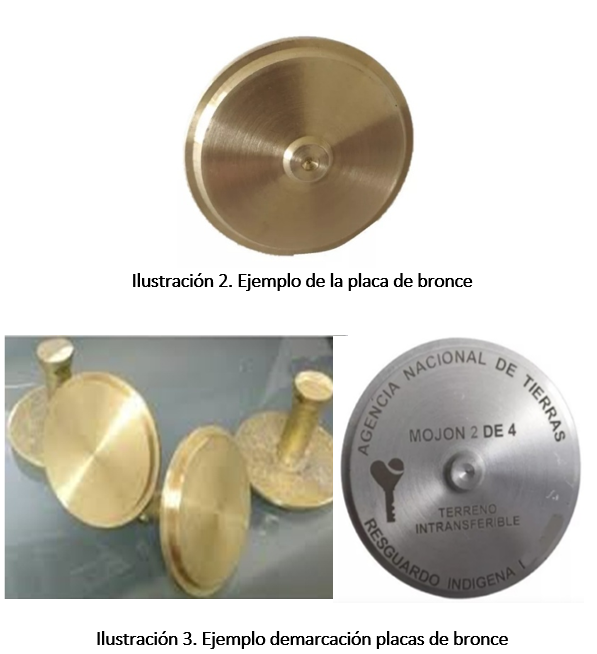 Ilustración 2. Ejemplo de la placa de bronce
AGENCIA NACIONAL DE TIERRAS
MOJON 2 DE 4
TERRENO
INTRANSFERIBLE
RESGUARDO INDIGENA I
Ilustración 3. Ejemplo demarcación placas de bronce